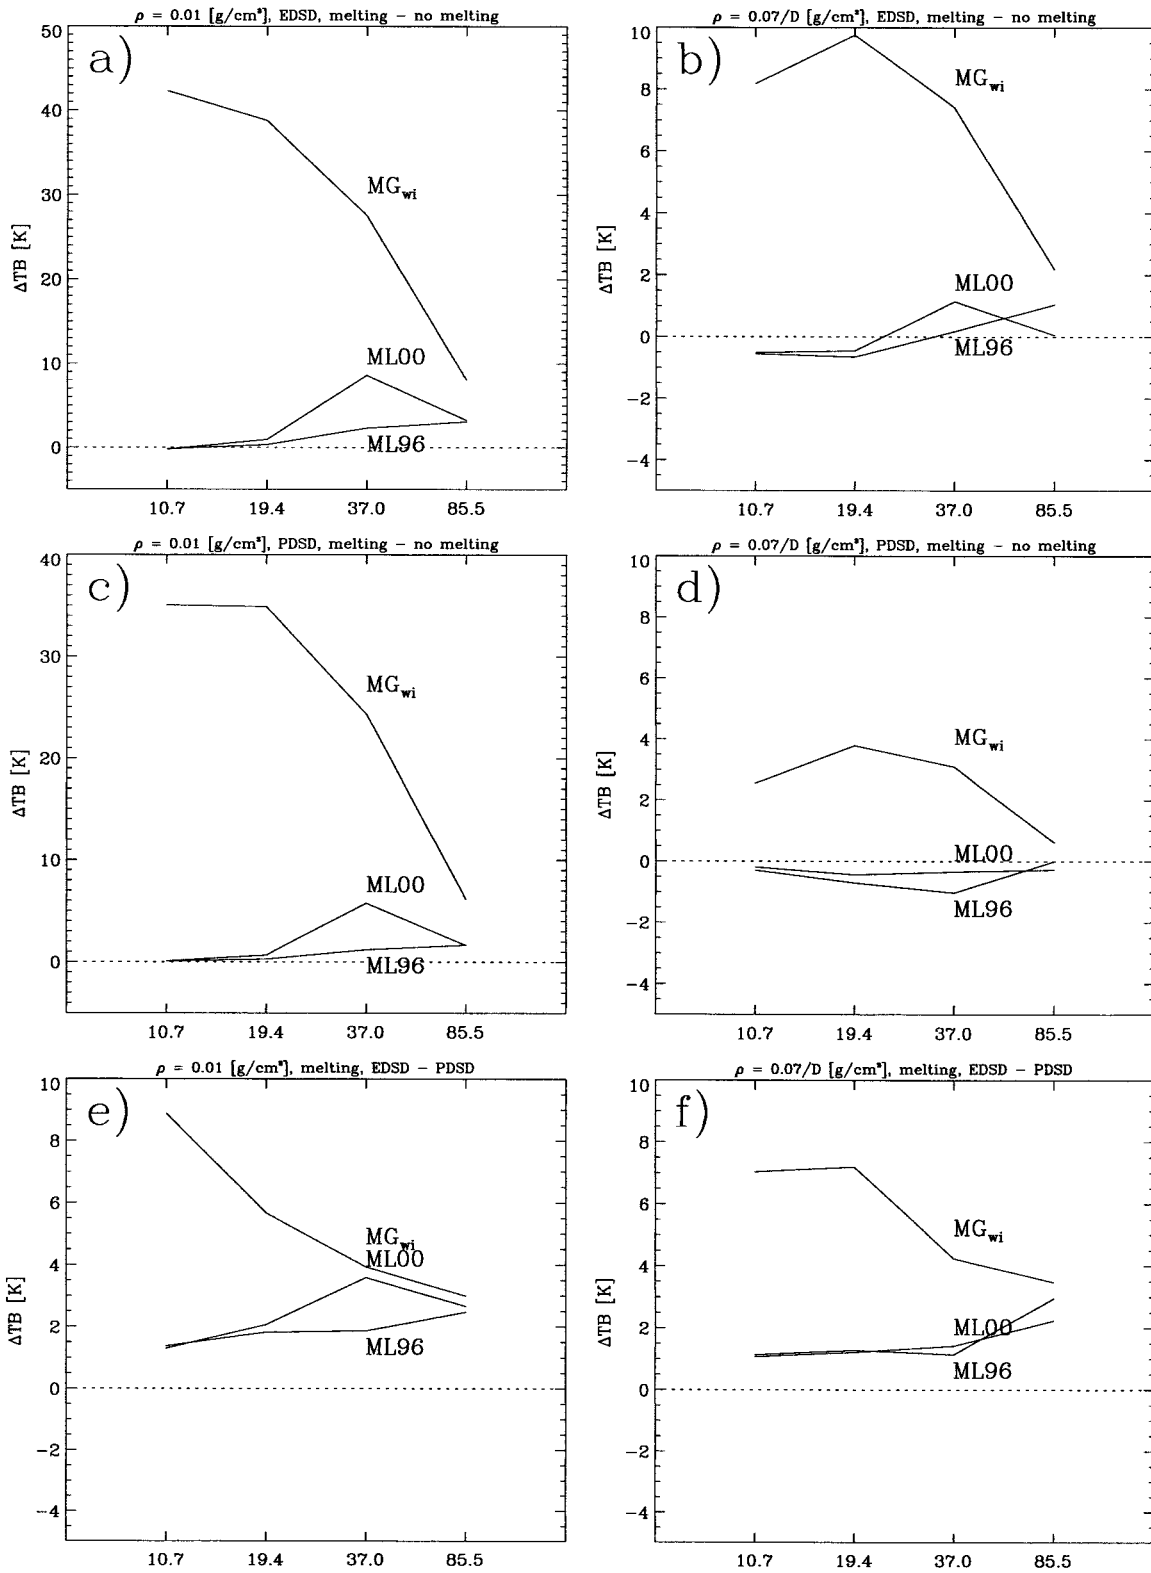 ρ = 0.01 [g/cm³], EDSD, melting − no melting
a)
50
40
30
20
10
0
ΔTB [K]
MG_wi
ML00
ML96
10.7 19.4 37.0 85.5
ρ = 0.07/D [g/cm³], EDSD, melting − no melting
b)
10
8
6
4
2
0
−2
−4
ΔTB [K]
MG_wi
ML00
ML96
10.7 19.4 37.0 85.5
ρ = 0.01 [g/cm³], PDSD, melting − no melting
c)
40
30
20
10
0
ΔTB [K]
MG_wi
ML00
ML96
10.7 19.4 37.0 85.5
ρ = 0.07/D [g/cm³], PDSD, melting − no melting
d)
10
8
6
4
2
0
−2
−4
ΔTB [K]
MG_wi
ML00
ML96
10.7 19.4 37.0 85.5
ρ = 0.01 [g/cm³], melting, EDSD − PDSD
e)
10
8
6
4
2
0
−2
−4
ΔTB [K]
MG_wi
ML00
ML96
10.7 19.4 37.0 85.5
ρ = 0.07/D [g/cm³], melting, EDSD − PDSD
f)
10
8
6
4
2
0
−2
−4
ΔTB [K]
MG_wi
ML00
ML96
10.7 19.4 37.0 85.5